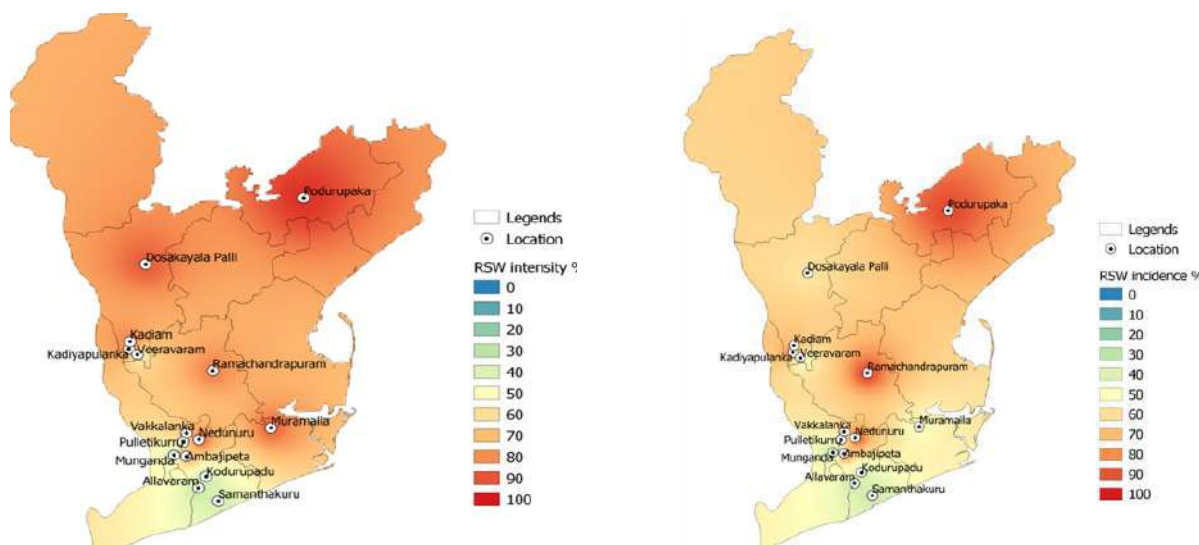 Podurupaka
Dosakayala Palli
Kadiam
Kadiyapulanka
Veeravaram
Ramachandrapuram
Muramalla
Vakkalanka
Nedunuru
Pulletikurru
Munganda
Ambajipeta
Kodurupadu
Allavaram
Samanthakuru
Legends
Location
RSW intensity %
0
10
20
30
40
50
60
70
80
90
100
Podurupaka
Dosakayala Palli
Kadiam
Kadiyapulanka
Veeravaram
Ramachandrapuram
Muramalla
Vakkalanka
Nedunuru
Pulletikurru
Munganda
Ambajipeta
Kodurupadu
Allavaram
Samanthakuru
Legends
Location
RSW incidence %
0
10
20
30
40
50
60
70
80
90
100